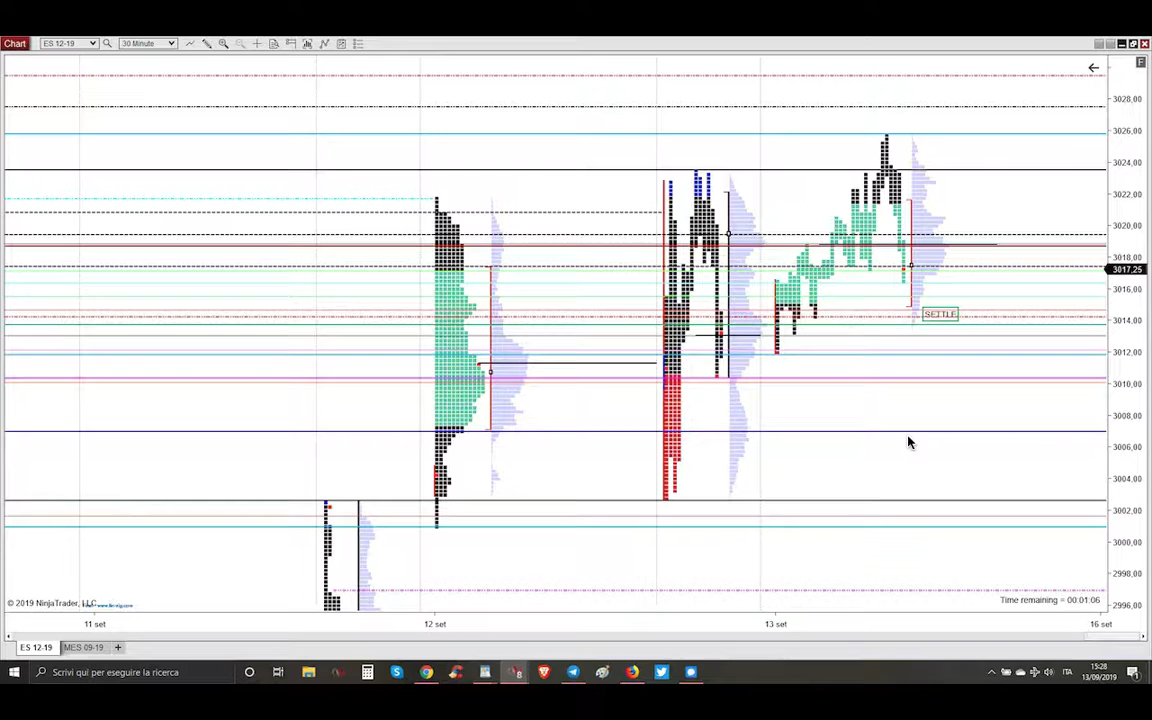 Chart
ES 12-19
30 Minute
F
3028,00
3026,00
3024,00
3022,00
3020,00
3018,00
3017,25
3016,00
3014,00
SETTLE
3012,00
3010,00
3008,00
3006,00
3004,00
3002,00
3000,00
2998,00
2996,00
© 2019 NinjaTrader, LLC
Time remaining = 00:01:06
11 set
12 set
13 set
16 set
ES 12-19
MES 09-19
+
Scrivi qui per eseguire la ricerca
8
ITA
15:28
13/09/2019
1